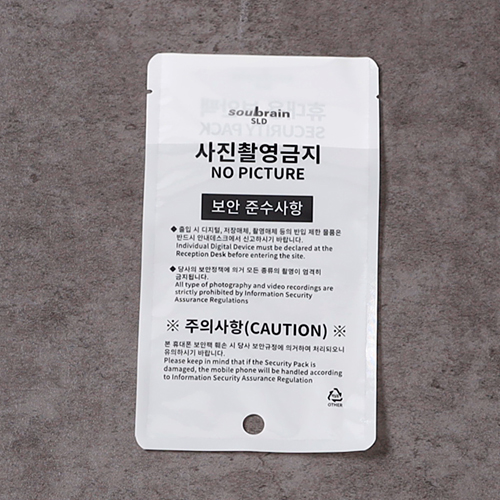 휴대폰 보안팩
SECURITY PACK
soulbrain
SLD
사진촬영금지
NO PICTURE
보안 준수사항
◆ 출입 시 디지털, 저장매체, 촬영매체 등의 반입 제한 물품은
반드시 안내데스크에서 신고하시기 바랍니다.
Individual Digital Device must be declared at the
Reception Desk before entering the site.
◆ 당사의 보안정책에 의거 모든 종류의 촬영이 엄격히
금지됩니다.
All type of photography and video recordings are
strictly prohibited by Information Security
Assurance Regulations
※ 주의사항(CAUTION) ※
본 휴대폰 보안팩 훼손 시 당사 보안규정에 의거하여 처리되오니
유의하시기 바랍니다.
Please keep in mind that if the Security Pack is
damaged, the mobile phone will be handled according
to Information Security Assurance Regulation
OTHER